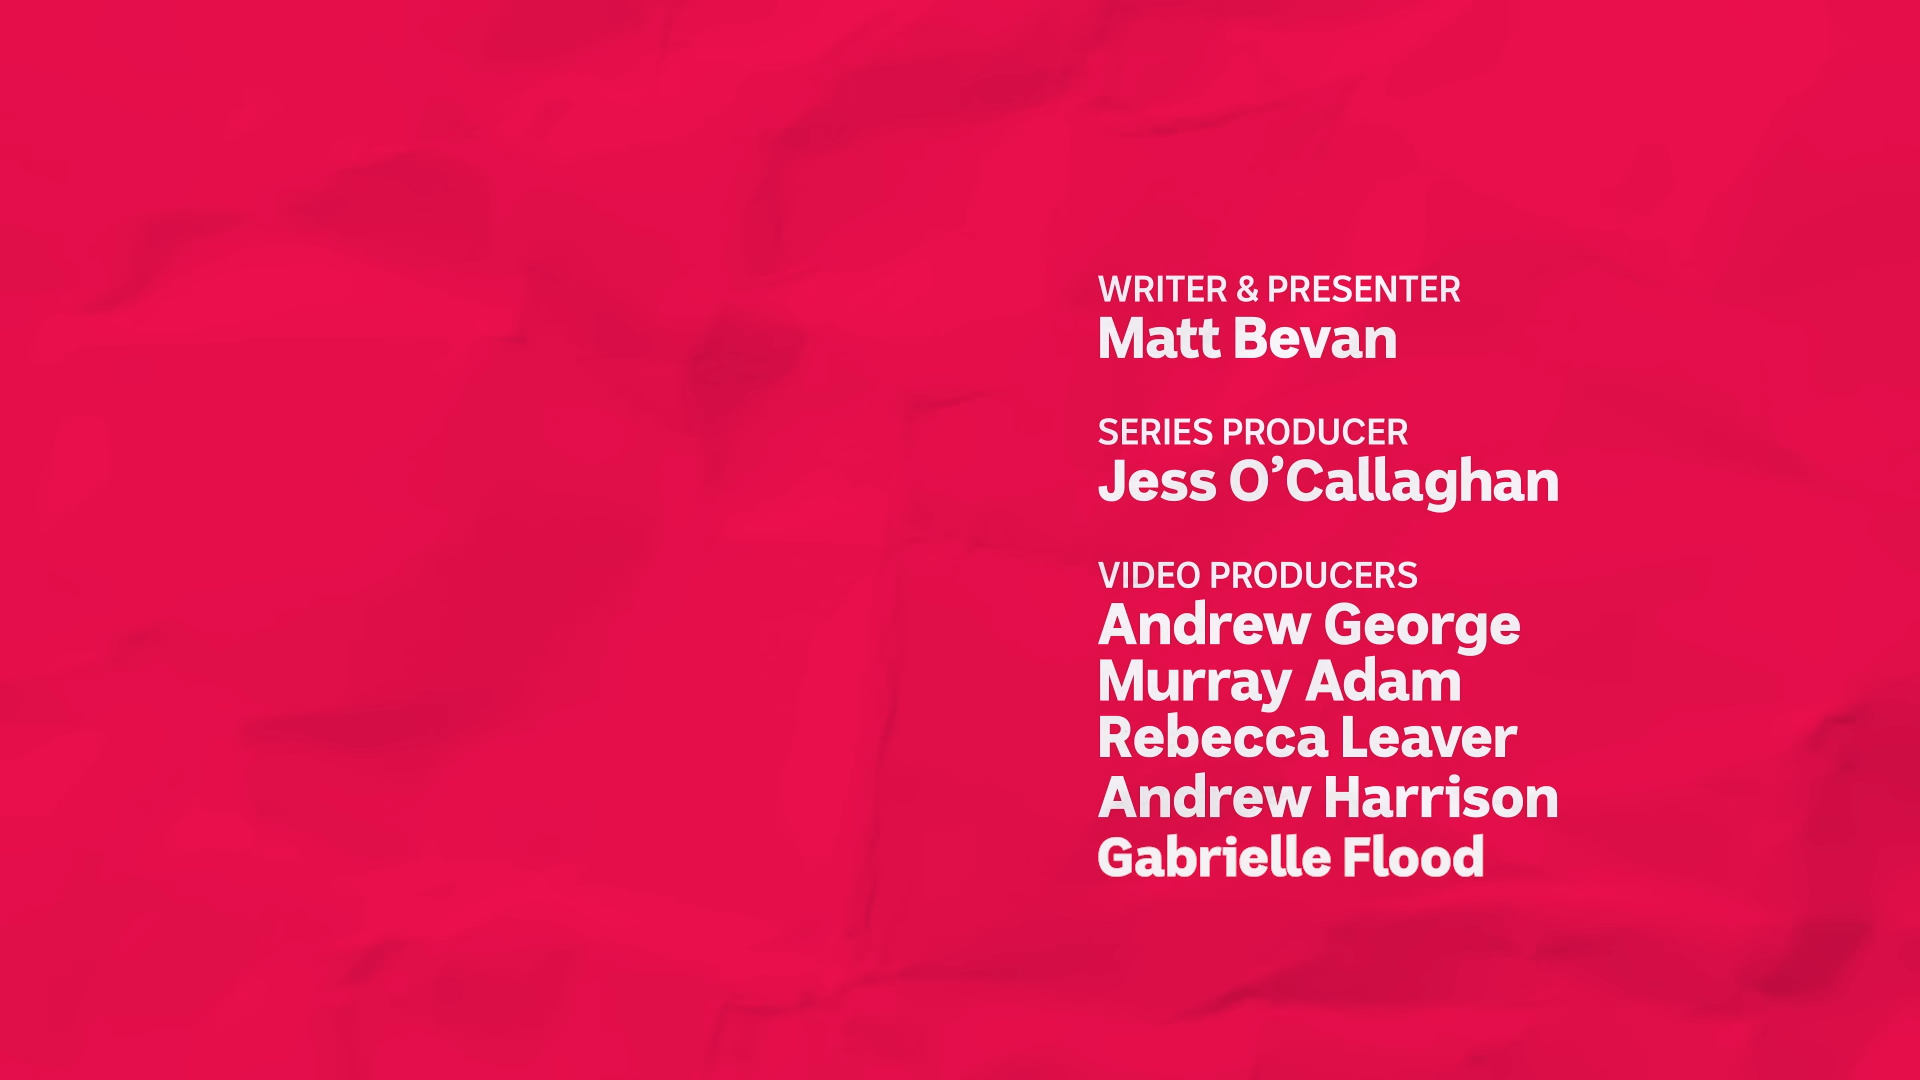 WRITER & PRESENTER
Matt Bevan
SERIES PRODUCER
Jess O’Callaghan
VIDEO PRODUCERS
Andrew George
Murray Adam
Rebecca Leaver
Andrew Harrison
Gabrielle Flood